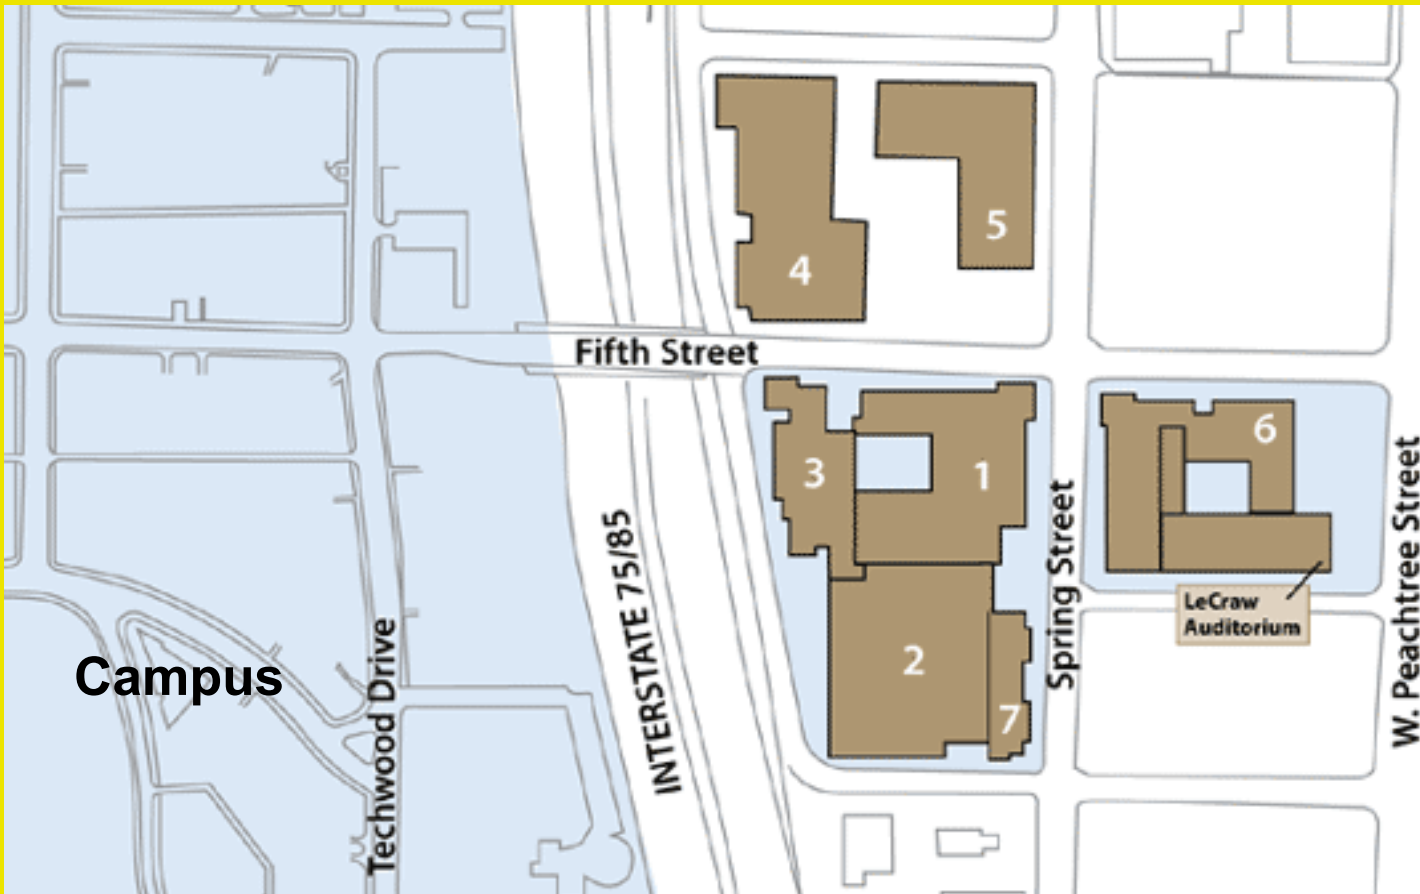 5
4
Fifth Street
6
3
1
INTERSTATE 75/85
Spring Street
W. Peachtree Street
LeCraw
Auditorium
Campus
Techwood Drive
2
7